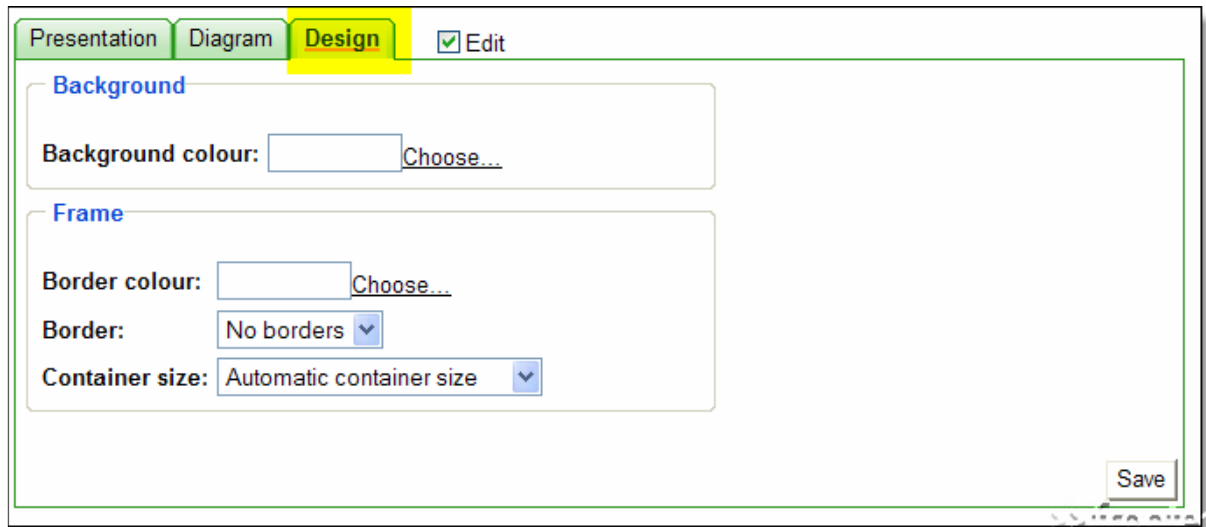 Presentation Diagram Design Edit
Background
Background colour: Choose...
Frame
Border colour: Choose...
Border: No borders
Container size: Automatic container size
Save